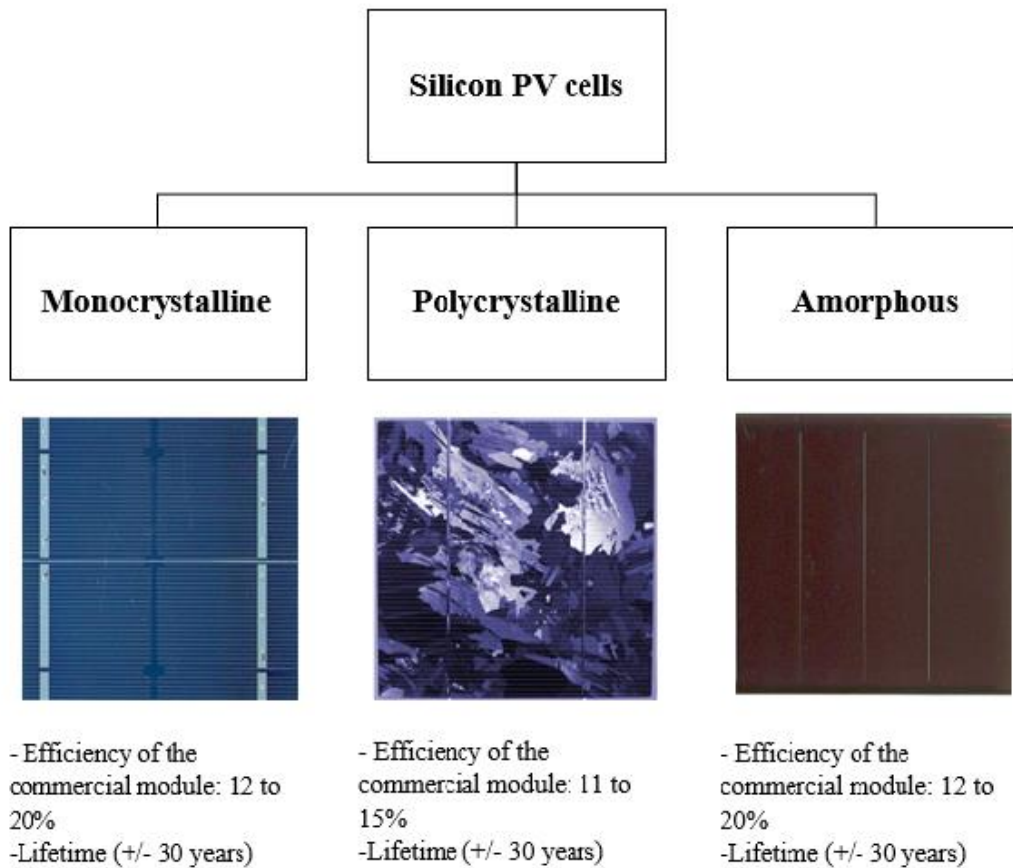 Silicon PV cells
Monocrystalline
Polycrystalline
Amorphous
- Efficiency of the
commercial module: 12 to
20%
-Lifetime (+/- 30 years)
- Efficiency of the
commercial module: 11 to
15%
-Lifetime (+/- 30 years)
- Efficiency of the
commercial module: 12 to
20%
-Lifetime (+/- 30 years)